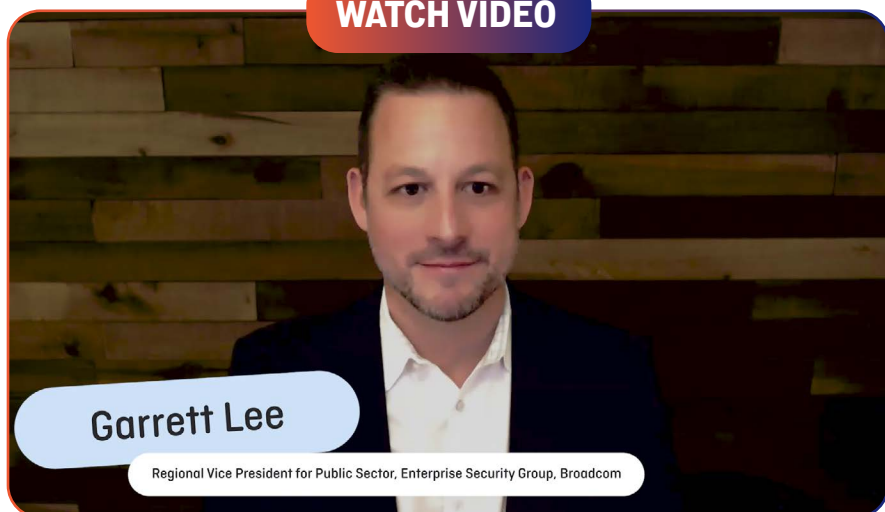 WATCH VIDEO
Garrett Lee
Regional Vice President for Public Sector, Enterprise Security Group, Broadcom